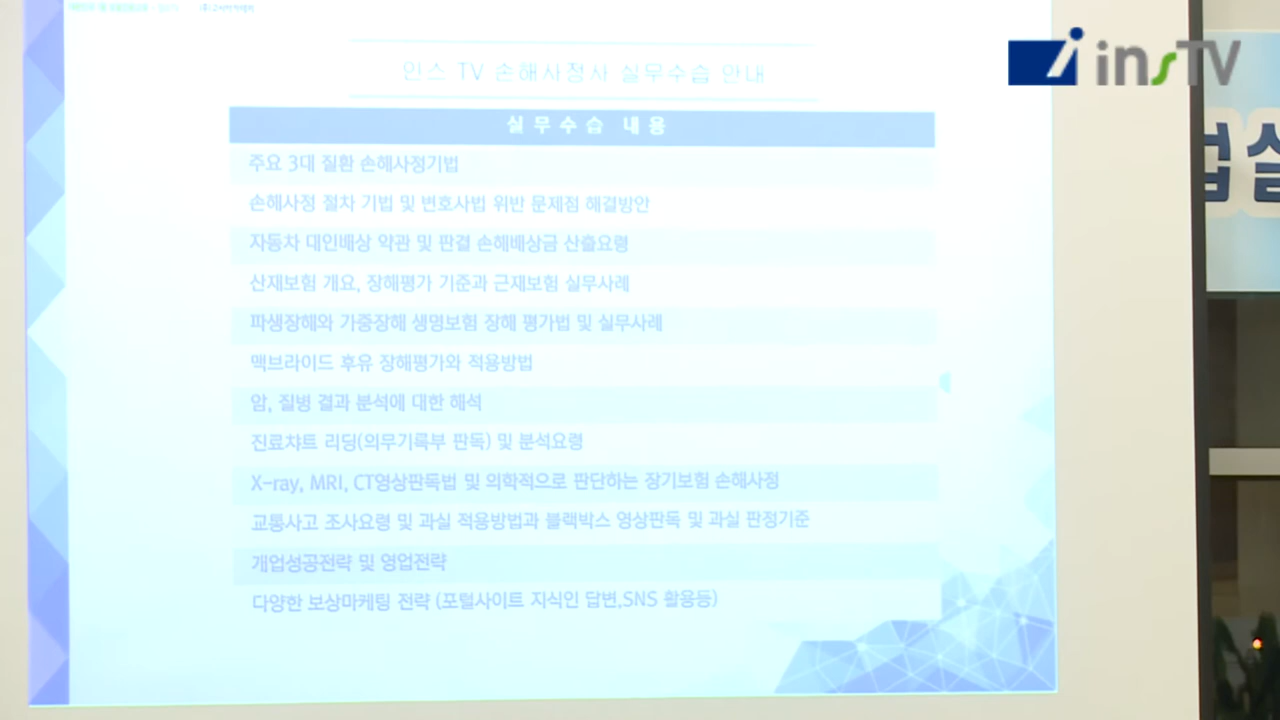 insTV
인스 TV 손해사정사 실무수습 안내
실무수습 내용
주요 3대 질환 손해사정기법
손해사정 절차 기법 및 변호사법 위반 문제점 해결방안
자동차 대인배상 약관 및 판결 손해배상금 산출요령
산재보험 개요, 장해평가 기준과 근재보험 실무사례
파생장해와 가중장해 생명보험 장해 평가법 및 실무사례
맥브라이드 후유 장해평가와 적용방법
암, 질병 결과 분석에 대한 해석
진료챠트 리딩(의무기록부 판독) 및 분석요령
X-ray, MRI, CT영상판독법 및 의학적으로 판단하는 장기보험 손해사정
교통사고 조사요령 및 과실 적용방법과 블랙박스 영상판독 및 과실 판정기준
개업성공전략 및 영업전략
다양한 보상마케팅 전략 (포털사이트 지식인 답변,SNS 활용등)